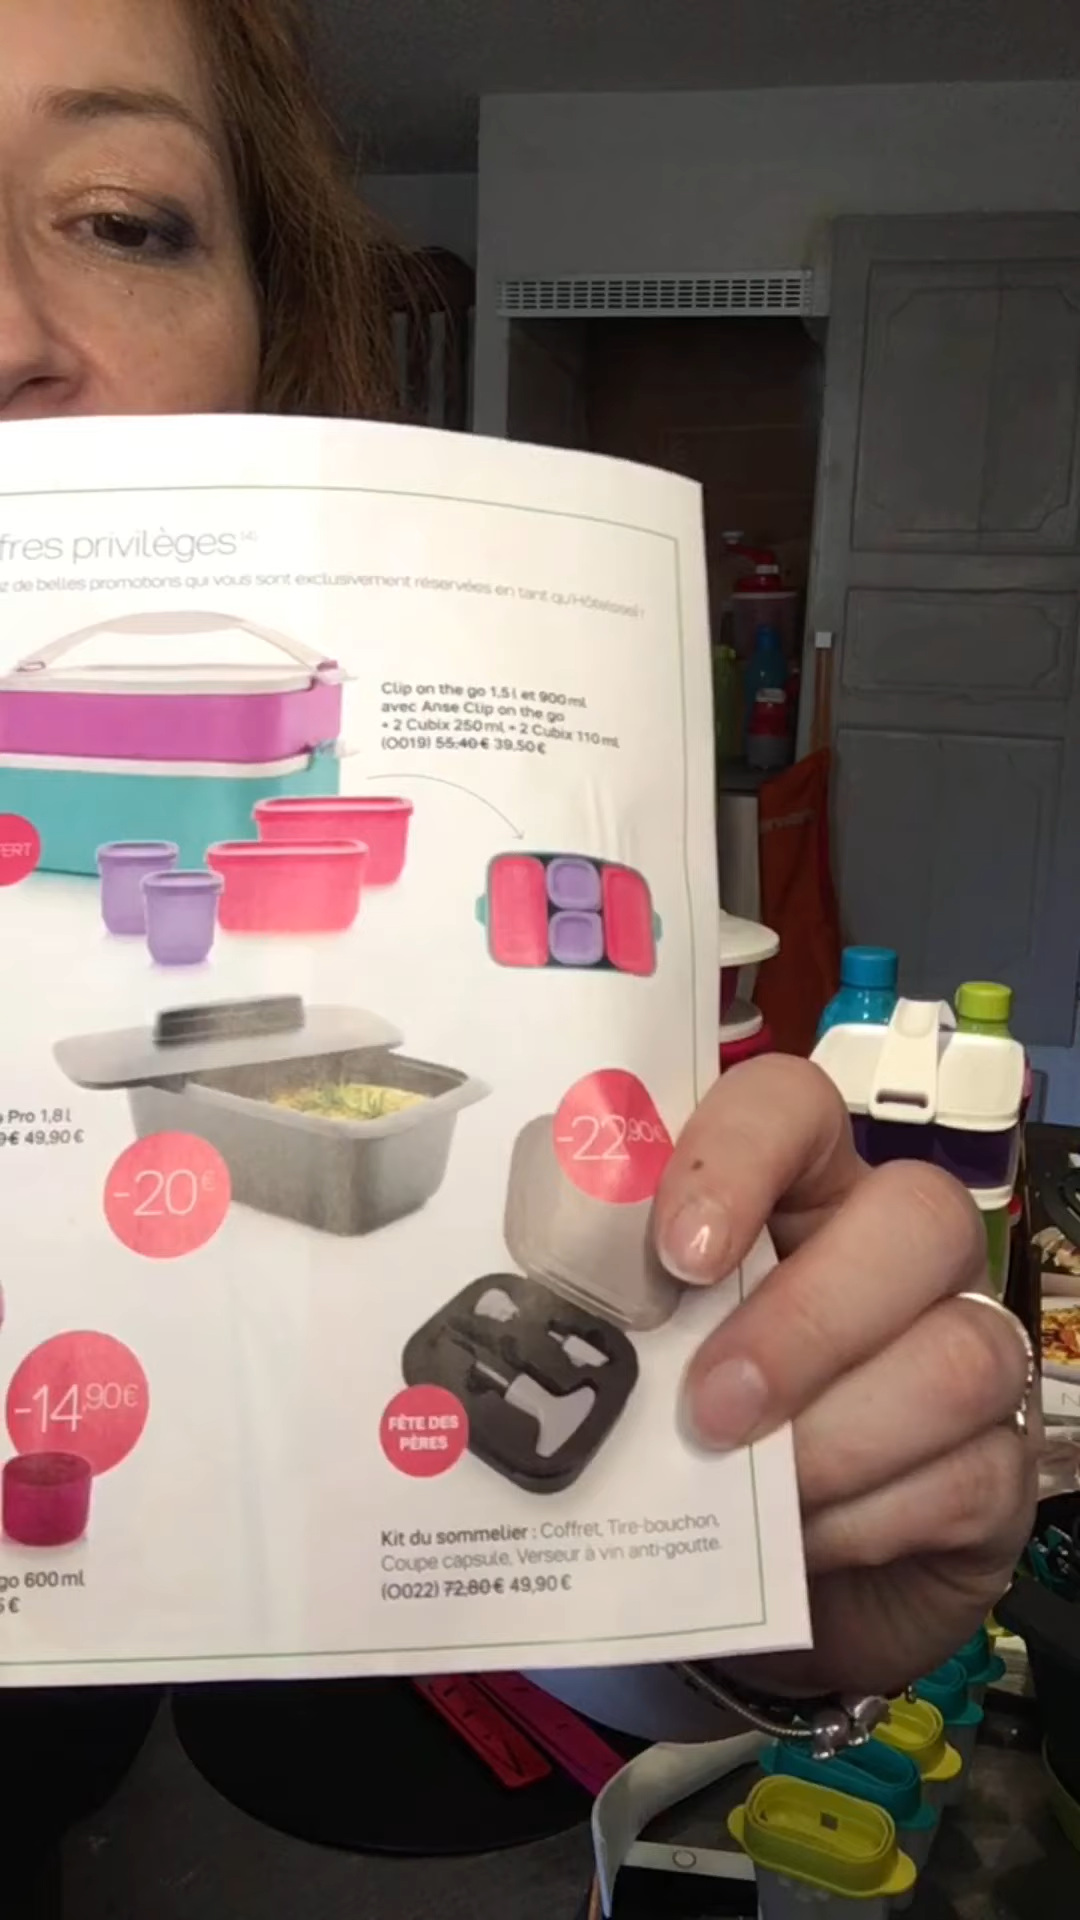 fres privilèges
z de belles promotions qui vous sont exclusivement réservées en tant qu'Hôte(sse) !
Clip on the go 1,5 l et 900 ml
avec Anse Clip on the go
+ 2 Cubix 250 ml + 2 Cubix 110 ml
(O019) 55,40 € 39,50 €
ERT
Pro 1,8 l
€ 49,90 €
-20€
-22,90€
-14,90€
FÊTE DES
PÈRES
go 600 ml
€
Kit du sommelier : Coffret, Tire-bouchon,
Coupe capsule, Verseur à vin anti-goutte.
(O022) 72,80 € 49,90 €